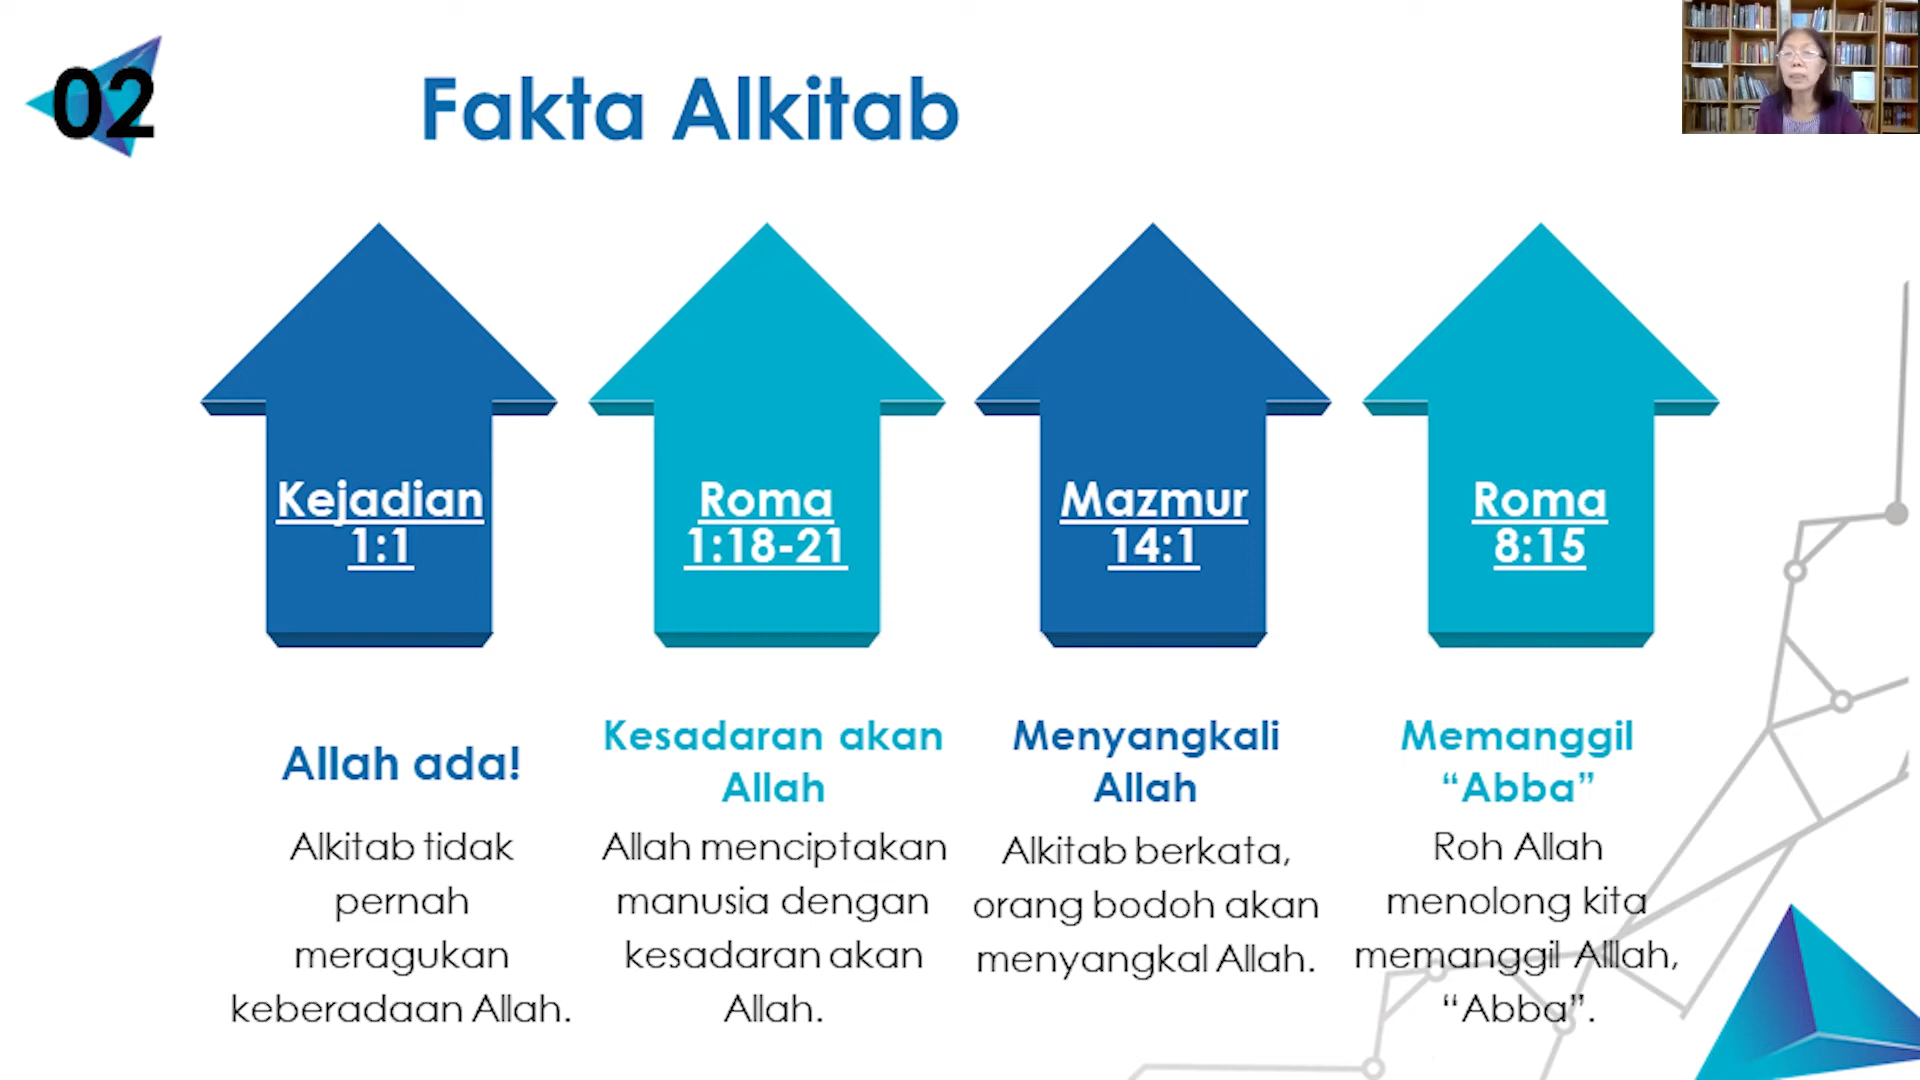 02
Fakta Alkitab
Kejadian
1:1
Roma
1:18-21
Mazmur
14:1
Roma
8:15
Allah ada!
Alkitab tidak
pernah
meragukan
keberadaan Allah.
Kesadaran akan
Allah
Allah menciptakan
manusia dengan
kesadaran akan
Allah.
Menyangkali
Allah
Alkitab berkata,
orang bodoh akan
menyangkal Allah.
Memanggil
“Abba”
Roh Allah
menolong kita
memanggil Alllah,
“Abba”.